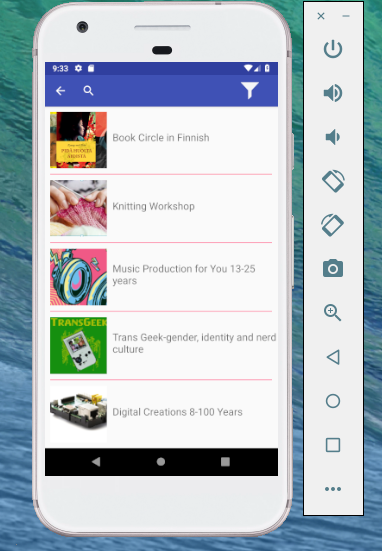 9:33
Book Circle in Finnish
Knitting Workshop
Music Production for You 13-25
years
TRANSGEEK
Trans Geek-gender, identity and nerd
culture
Digital Creations 8-100 Years